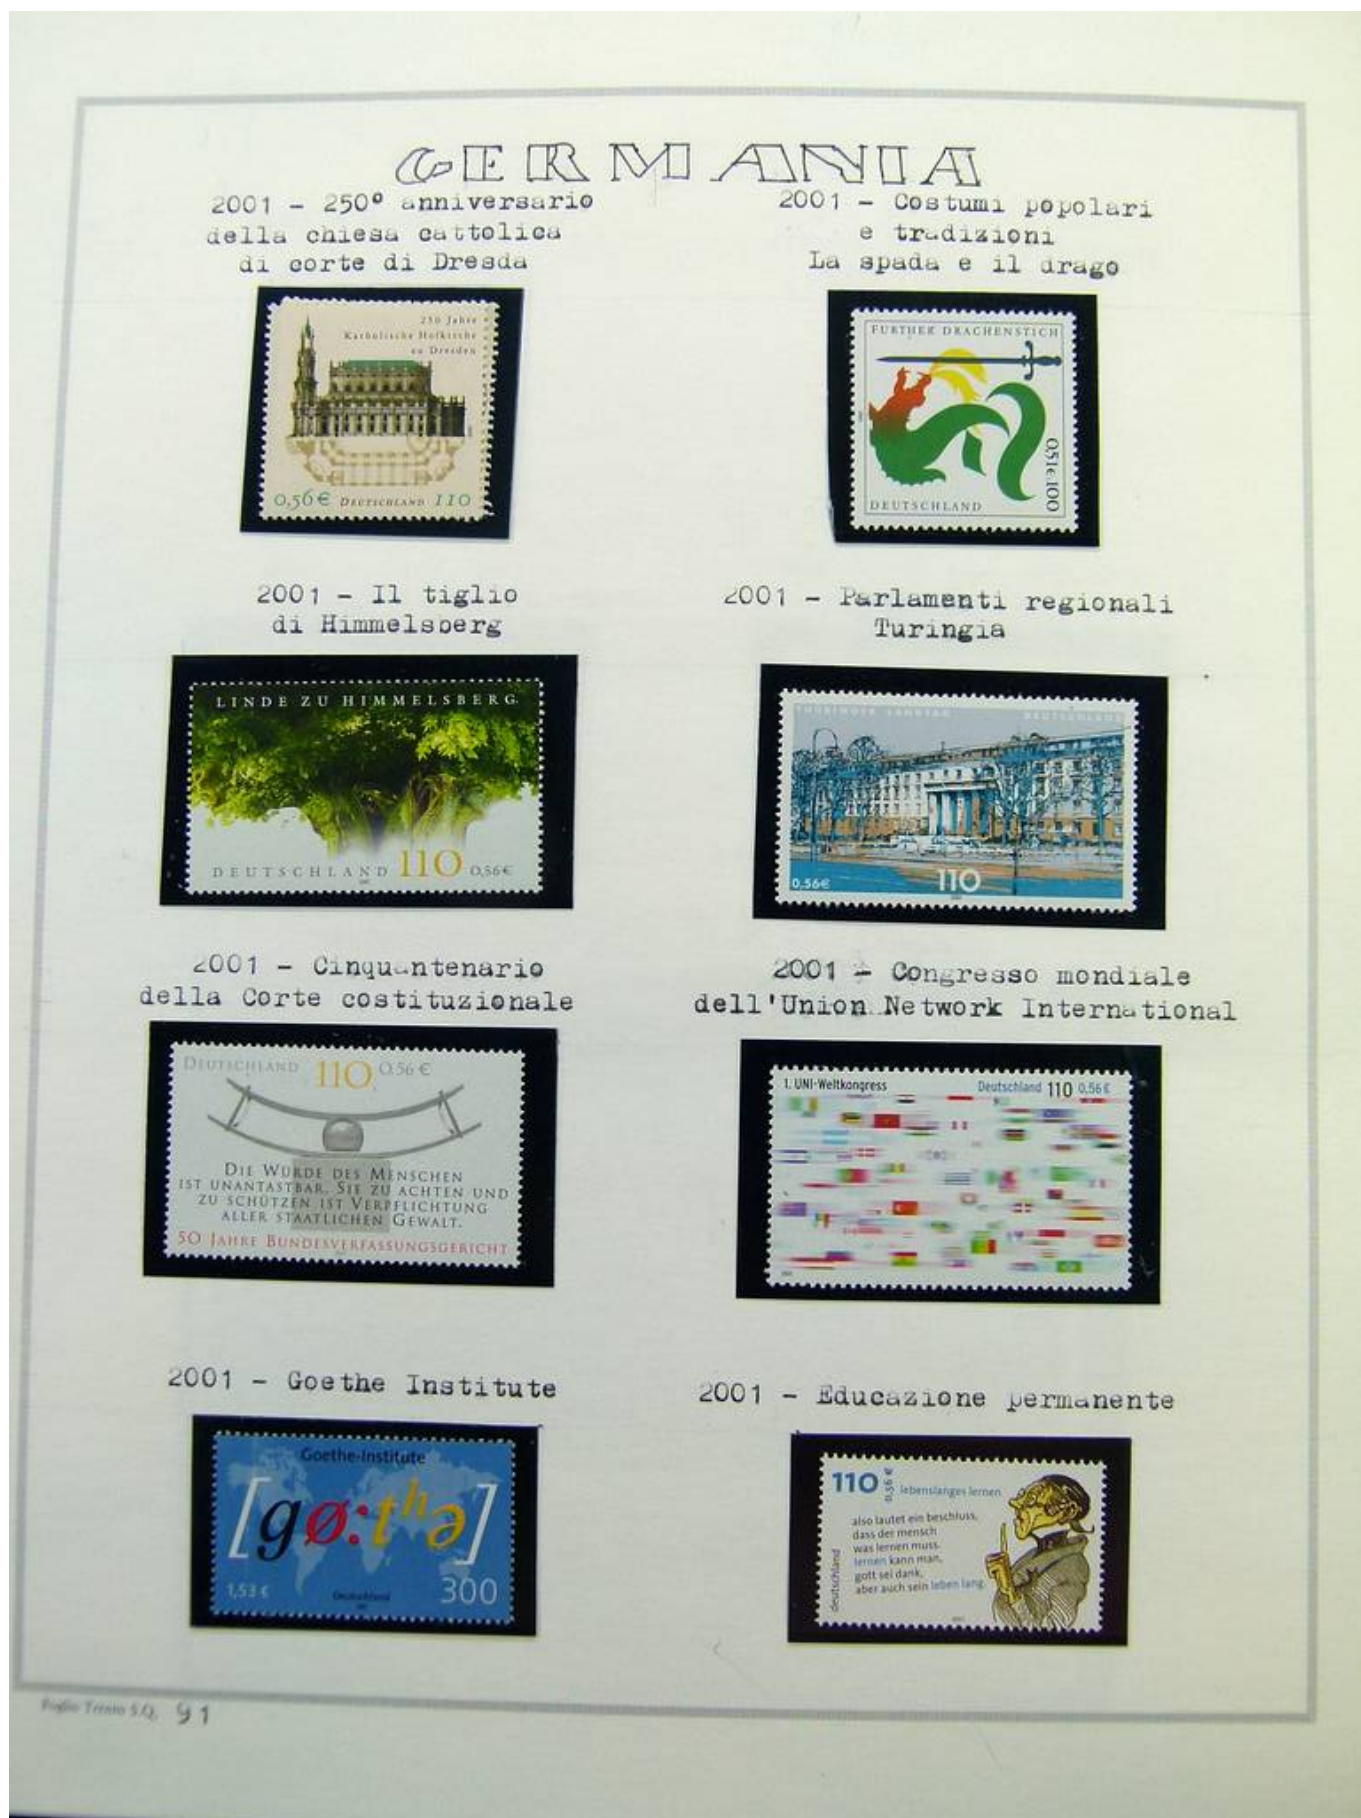 GERMANIA
2001 - 250º anniversario
della chiesa cattolica
di corte di Dresda
250 Jahre
Katholische Hofkirche
zu Dresden
0,56€ DEUTSCHLAND 110
2001 - Costumi popolari
e tradizioni
La spada e il drago
FURTHER DRACHENSTICH
0,51€ 100
DEUTSCHLAND
2001 - Il tiglio
di Himmelsberg
LINDE ZU HIMMELSBERG
DEUTSCHLAND 110 0,56€
2001 - Parlamenti regionali
Turingia
THÜRINGER LANDTAG DEUTSCHLAND
0,56€ 110
2001 - Cinquantenario
della Corte costituzionale
DEUTSCHLAND 110 0,56€
DIE WÜRDE DES MENSCHEN
IST UNANTASTBAR. SIE ZU ACHTEN UND
ZU SCHÜTZEN IST VERPFLICHTUNG
ALLER STAATLICHEN GEWALT.
50 JAHRE BUNDESVERFASSUNGSGERICHT
2001 - Congresso mondiale
dell'Union Network International
1. UNI-Weltkongress Deutschland 110 0,56€
2001 - Goethe Institute
Goethe-Institute
[gø:thə]
1,53 € Deutschland 300
2001 - Educazione permanente
110 0,56 € lebenslanges lernen
also lautet ein beschluss,
dass der mensch
was lernen muss.
lernen kann man,
gott sei dank,
aber auch sein leben lang.
deutschland
Foglio Trento S.Q. 91